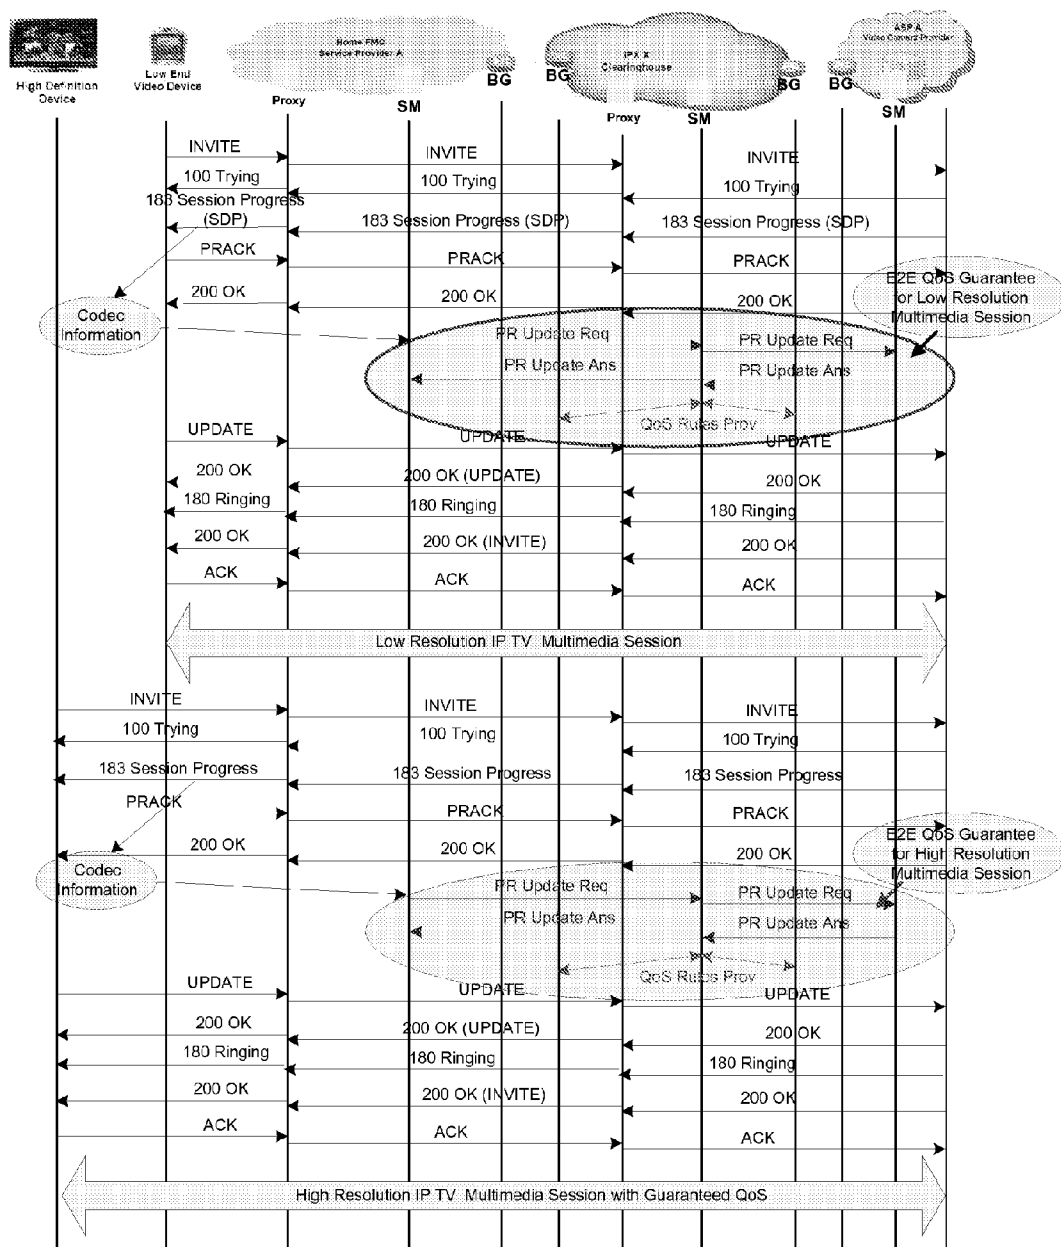 High Definition
Device
Low End
Video Device
Home FMC
Service Provider A
BG
BG
IPX X
Clearinghouse
BG
BG
ASP A
Video Content Provider
Proxy
SM
Proxy
SM
SM
INVITE
INVITE
INVITE
100 Trying
100 Trying
100 Trying
183 Session Progress
(SDP)
183 Session Progress (SDP)
183 Session Progress (SDP)
PRACK
PRACK
PRACK
E2E QoS Guarantee
for Low Resolution
Multimedia Session
200 OK
200 OK
200 OK
Codec
Information
PR Update Req
PR Update Req
PR Update Ans
PR Update Ans
QoS Rules Prov
UPDATE
UPDATE
UPDATE
200 OK
200 OK (UPDATE)
200 OK
180 Ringing
180 Ringing
180 Ringing
200 OK
200 OK (INVITE)
200 OK
ACK
ACK
ACK
Low Resolution IP TV Multimedia Session
INVITE
INVITE
INVITE
100 Trying
100 Trying
100 Trying
183 Session Progress
183 Session Progress
183 Session Progress
PRACK
PRACK
PRACK
E2E QoS Guarantee
for High Resolution
Multimedia Session
200 OK
200 OK
200 OK
Codec
Information
PR Update Req
PR Update Req
PR Update Ans
PR Update Ans
QoS Rules Prov
UPDATE
UPDATE
UPDATE
200 OK
200 OK (UPDATE)
200 OK
180 Ringing
180 Ringing
180 Ringing
200 OK
200 OK (INVITE)
200 OK
ACK
ACK
ACK
High Resolution IP TV Multimedia Session with Guaranteed QoS